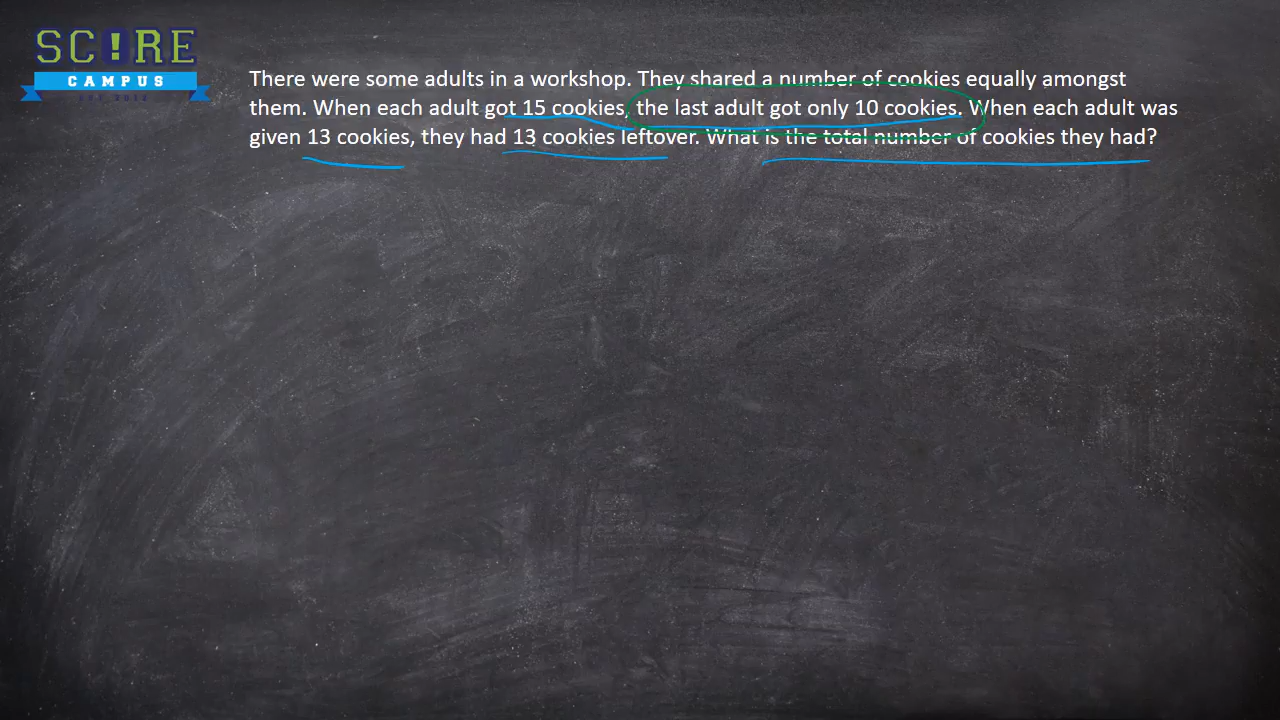 SC!RE
CAMPUS
EST 2012
There were some adults in a workshop. They shared a number of cookies equally amongst
them. When each adult got 15 cookies, the last adult got only 10 cookies. When each adult was
given 13 cookies, they had 13 cookies leftover. What is the total number of cookies they had?